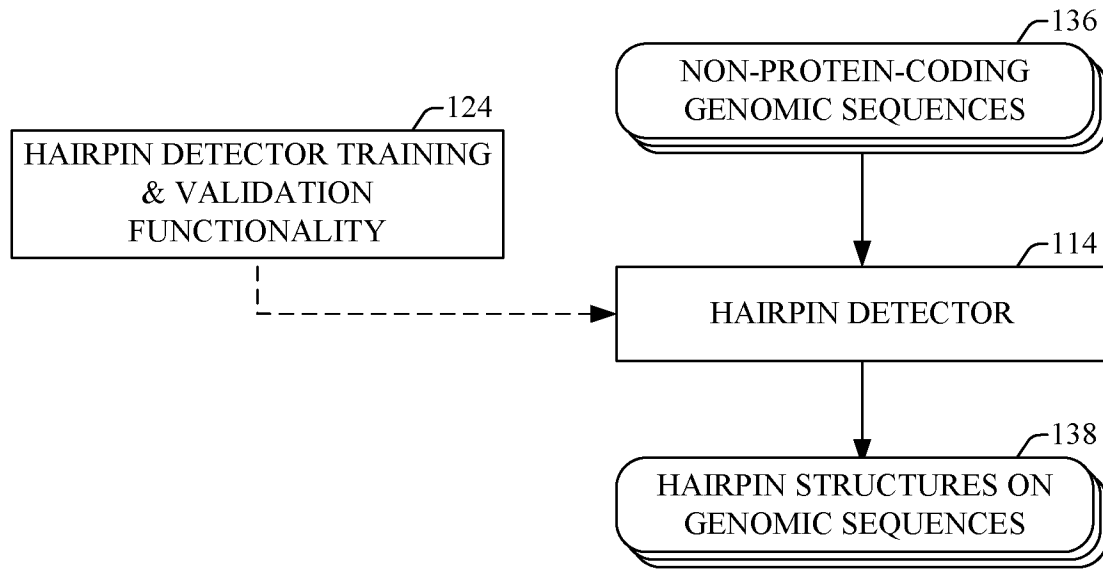 136
NON-PROTEIN-CODING
GENOMIC SEQUENCES
124
HAIRPIN DETECTOR TRAINING
& VALIDATION
FUNCTIONALITY
114
HAIRPIN DETECTOR
138
HAIRPIN STRUCTURES ON
GENOMIC SEQUENCES